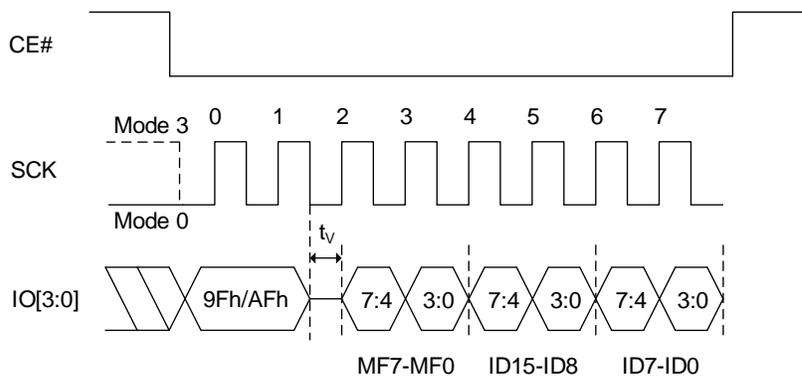 CE#
Mode 3 0 1 2 3 4 5 6 7
SCK
Mode 0
tV
IO[3:0] 9Fh/AFh 7:4 3:0 7:4 3:0 7:4 3:0
MF7-MF0 ID15-ID8 ID7-ID0